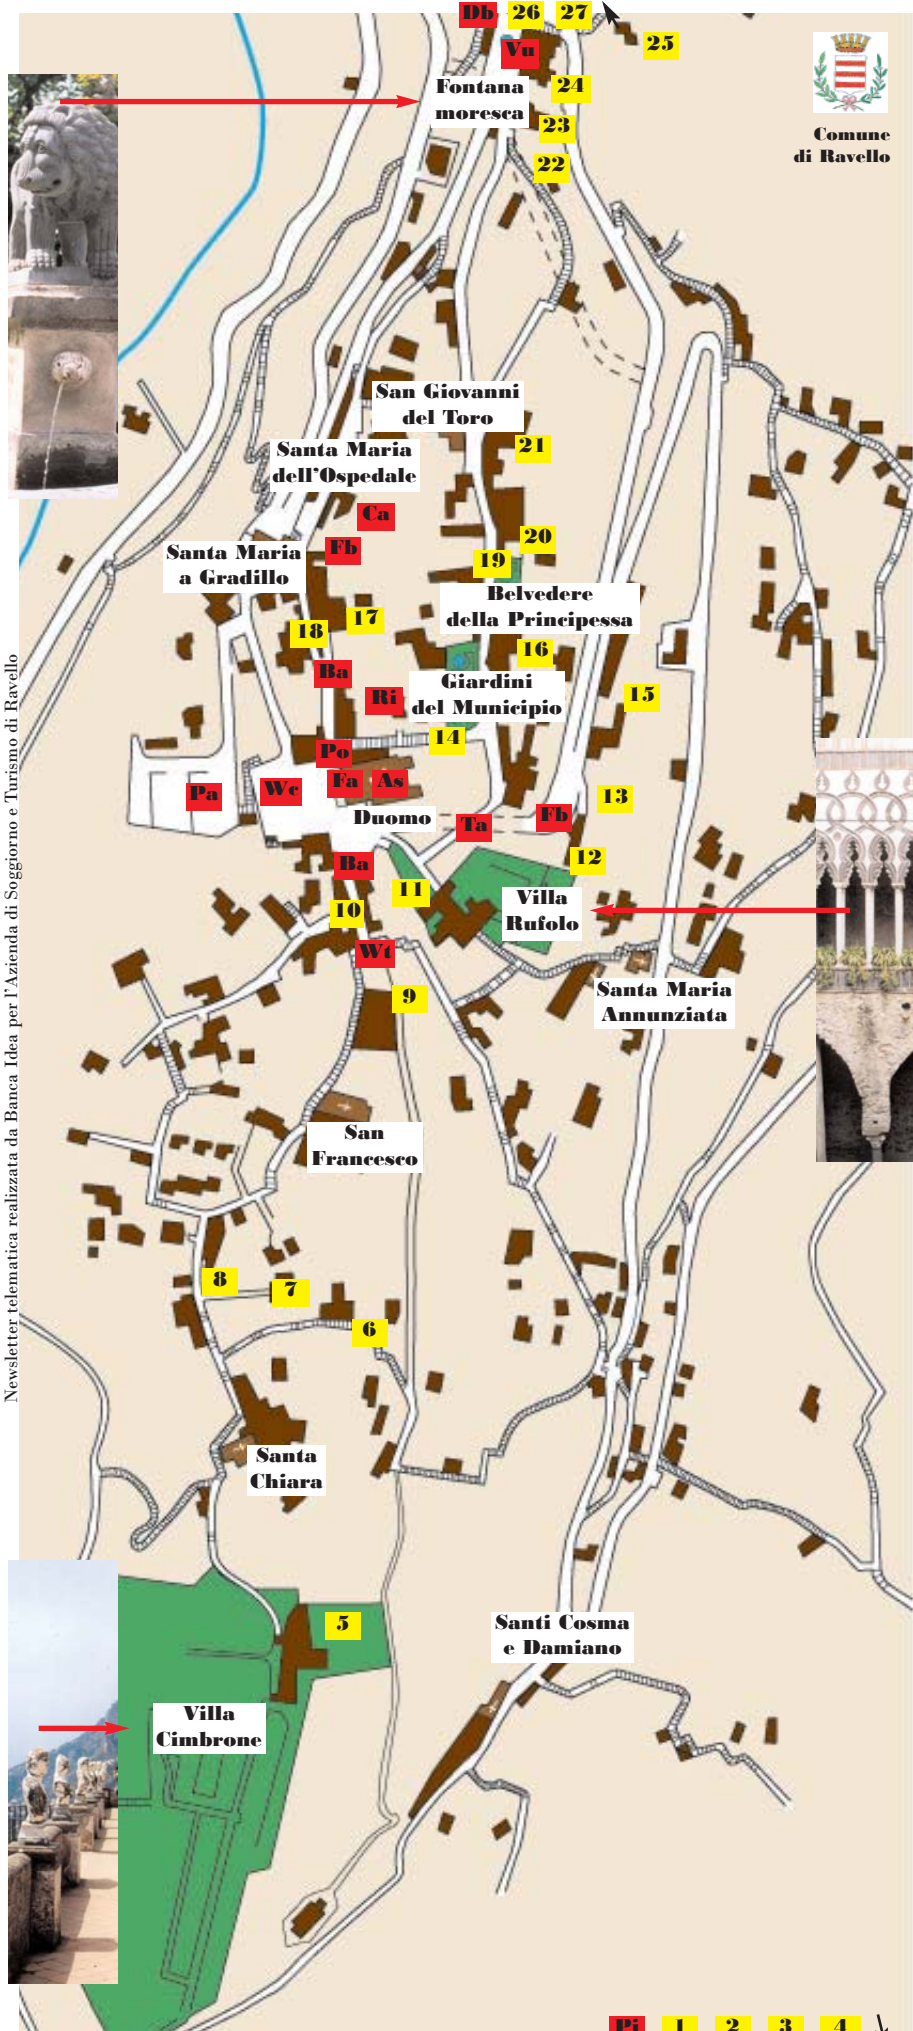 Db 26 27
Vu 25
Fontana
moresca
24
23
22
Comune
di Ravello
San Giovanni
del Toro
21
Santa Maria
dell'Ospedale
Ca
Fb
20
19
Santa Maria
a Gradillo
Belvedere
della Principessa
17
18
16
Ba
Ri
Giardini
del Municipio
15
14
Po
Pa
Wc
Fa As
13
Duomo
Ta
Fb
12
Ba
11
10
Villa
Rufolo
Wt
9
Santa Maria
Annunziata
San
Francesco
8
7
6
Santa
Chiara
5
Santi Cosma
e Damiano
Villa
Cimbrone
Pi 1 2 3 4
Newsletter telematica realizzata da Banca Idea per l'Azienda di Soggiorno e Turismo di Ravello